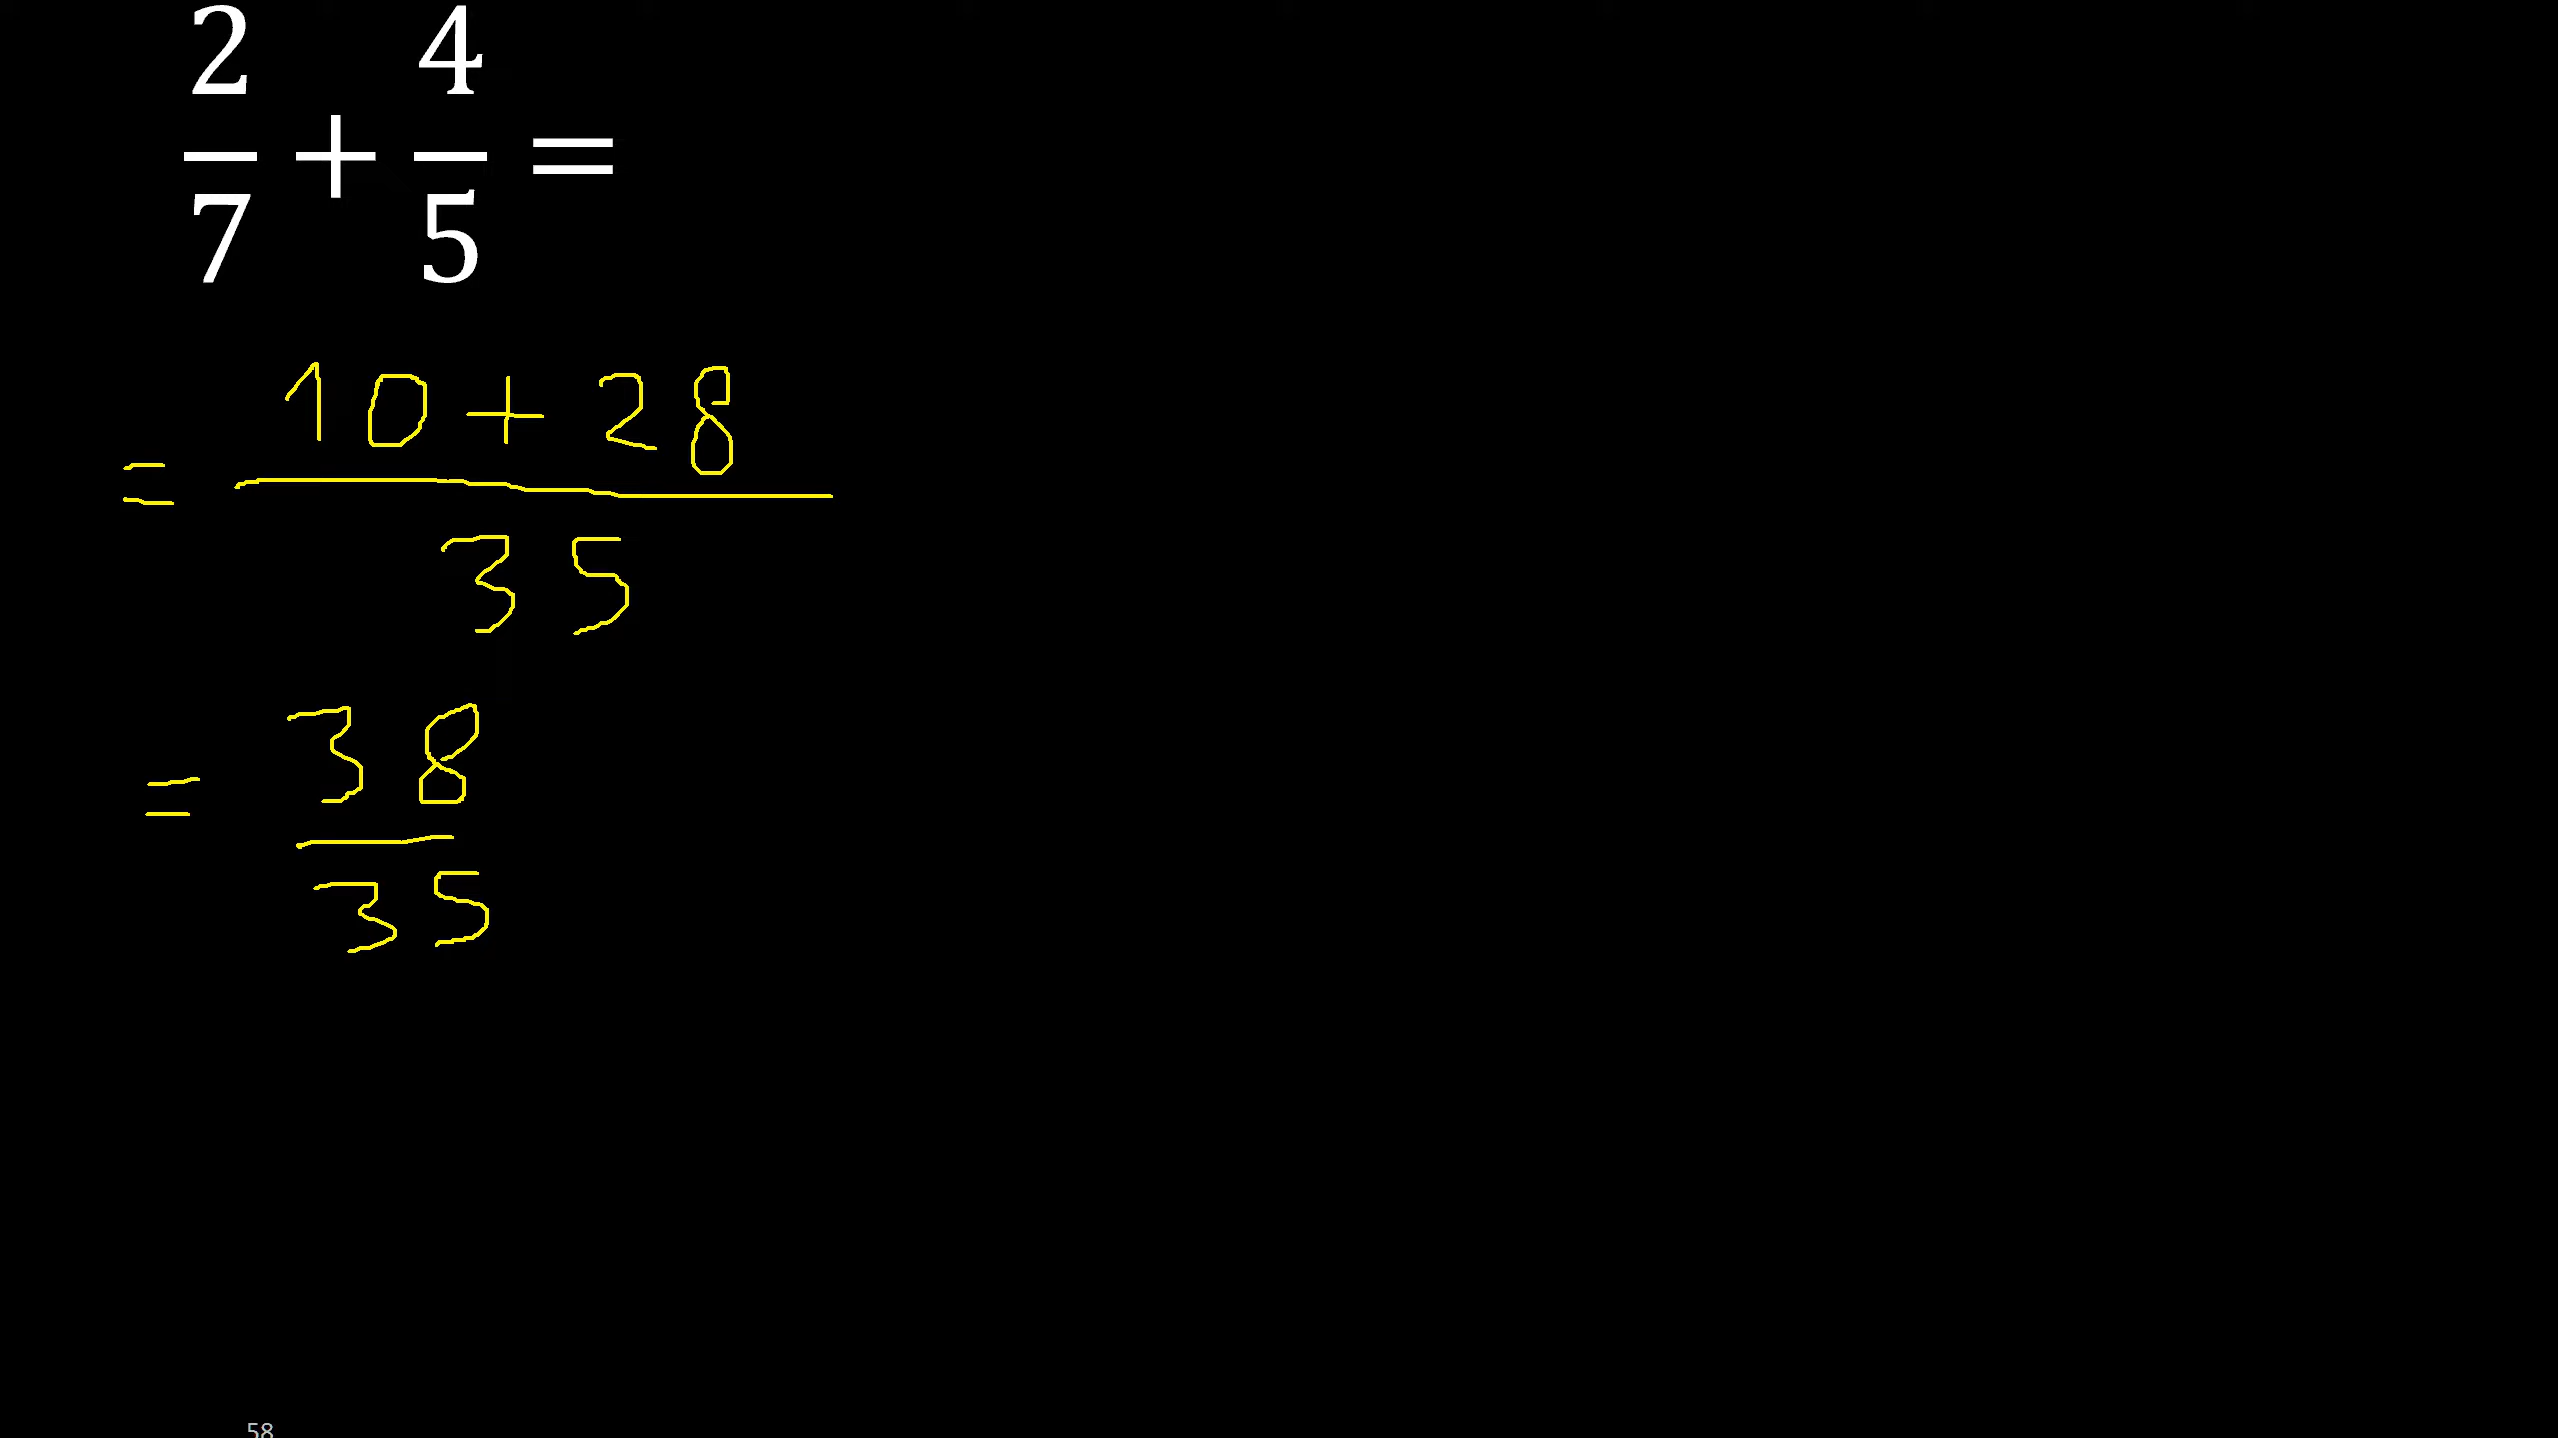 2/7 + 4/5 =
= (10 + 28)/35
= 38/35
58